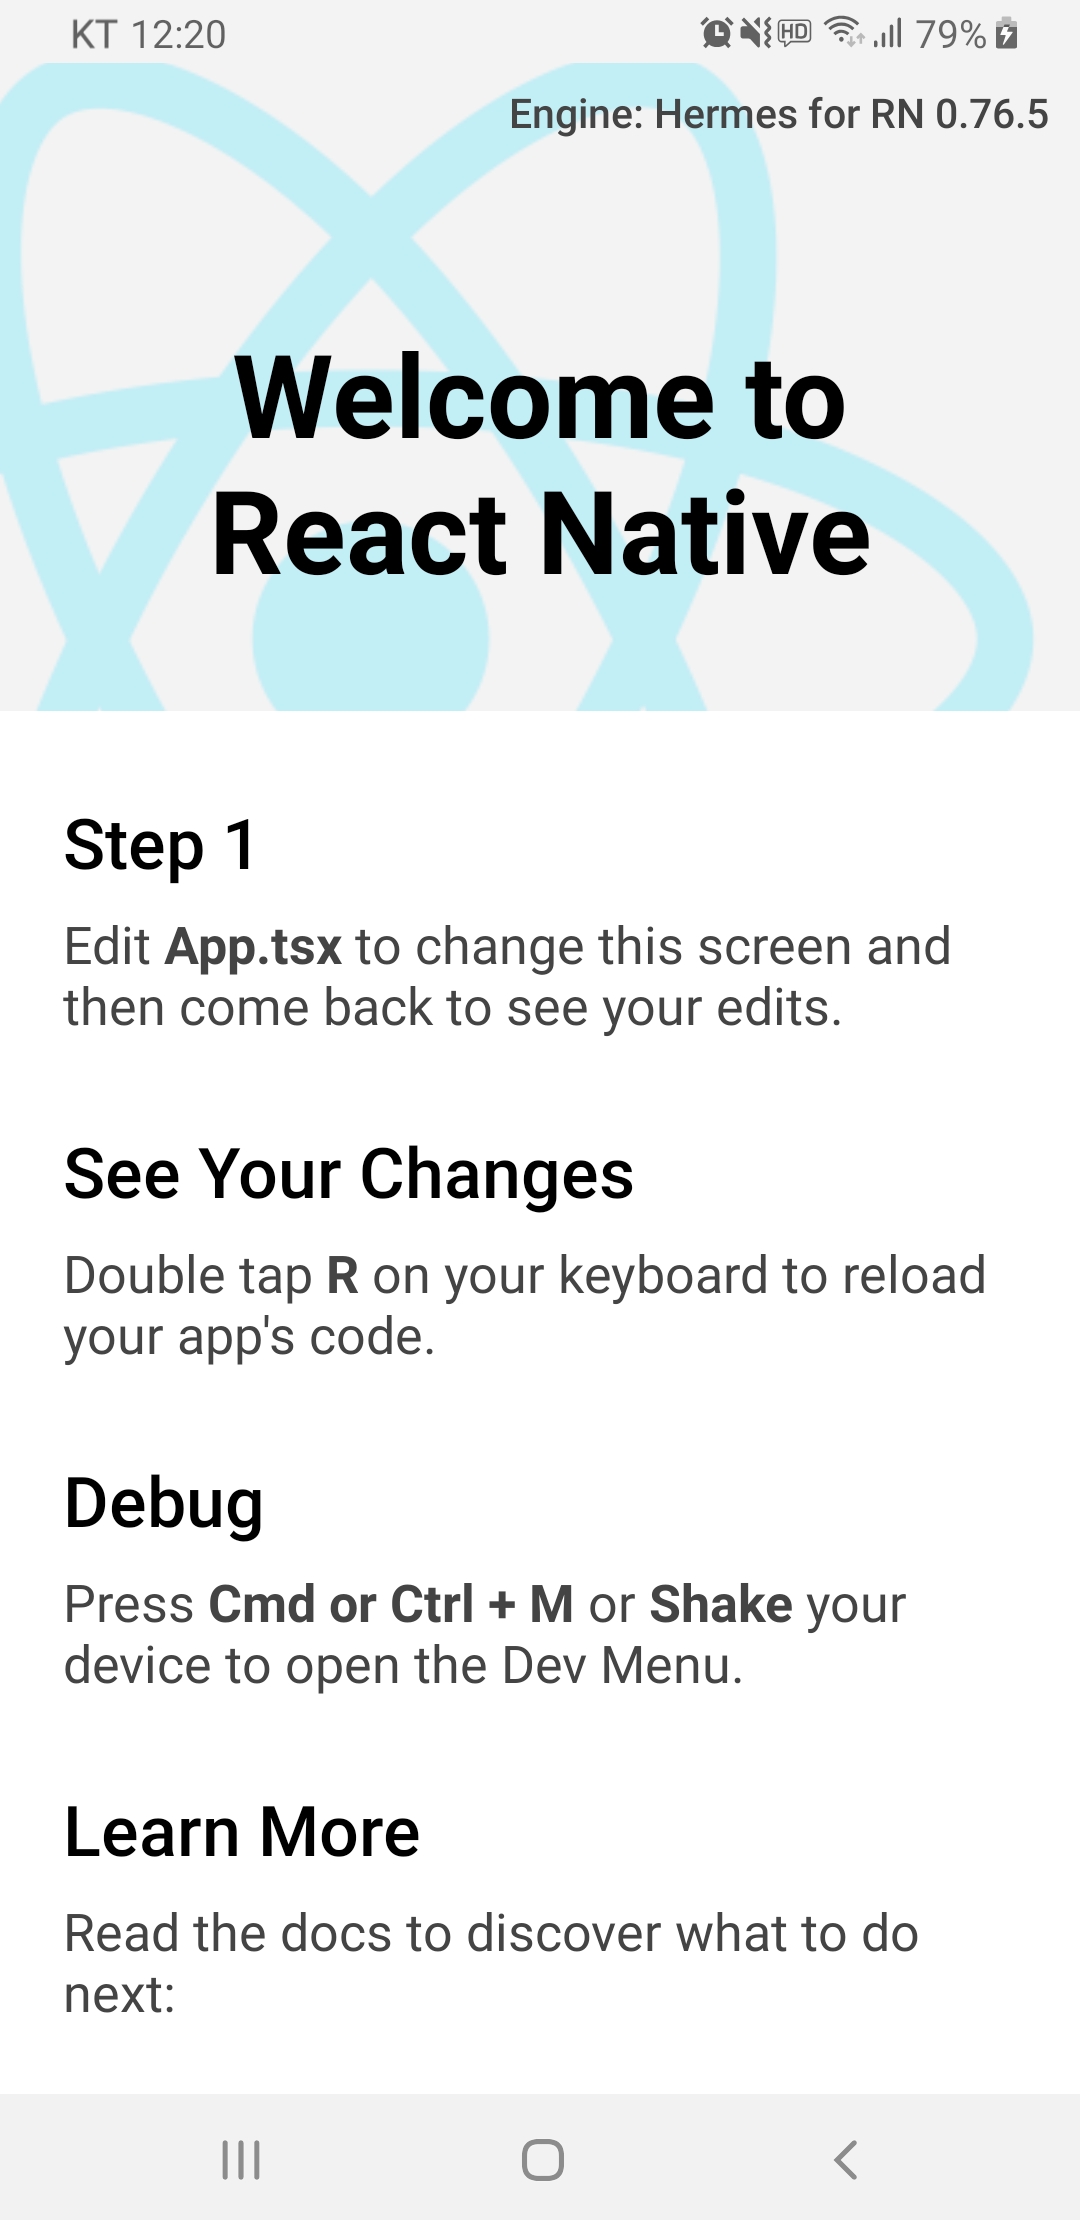 KT 12:20
HD 79%
Engine: Hermes for RN 0.76.5
Welcome to
React Native
Step 1
Edit App.tsx to change this screen and
then come back to see your edits.
See Your Changes
Double tap R on your keyboard to reload
your app's code.
Debug
Press Cmd or Ctrl + M or Shake your
device to open the Dev Menu.
Learn More
Read the docs to discover what to do
next: